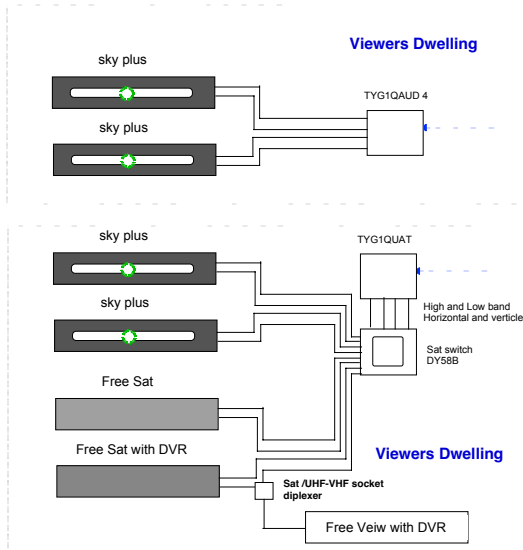 Viewers Dwelling
sky plus
TYG1QAUD 4
sky plus
sky plus
TYG1QUAT
High and Low band
Horizontal and verticle
sky plus
Sat switch
DY58B
Free Sat
Free Sat with DVR
Viewers Dwelling
Sat /UHF-VHF socket
diplexer
Free Veiw with DVR